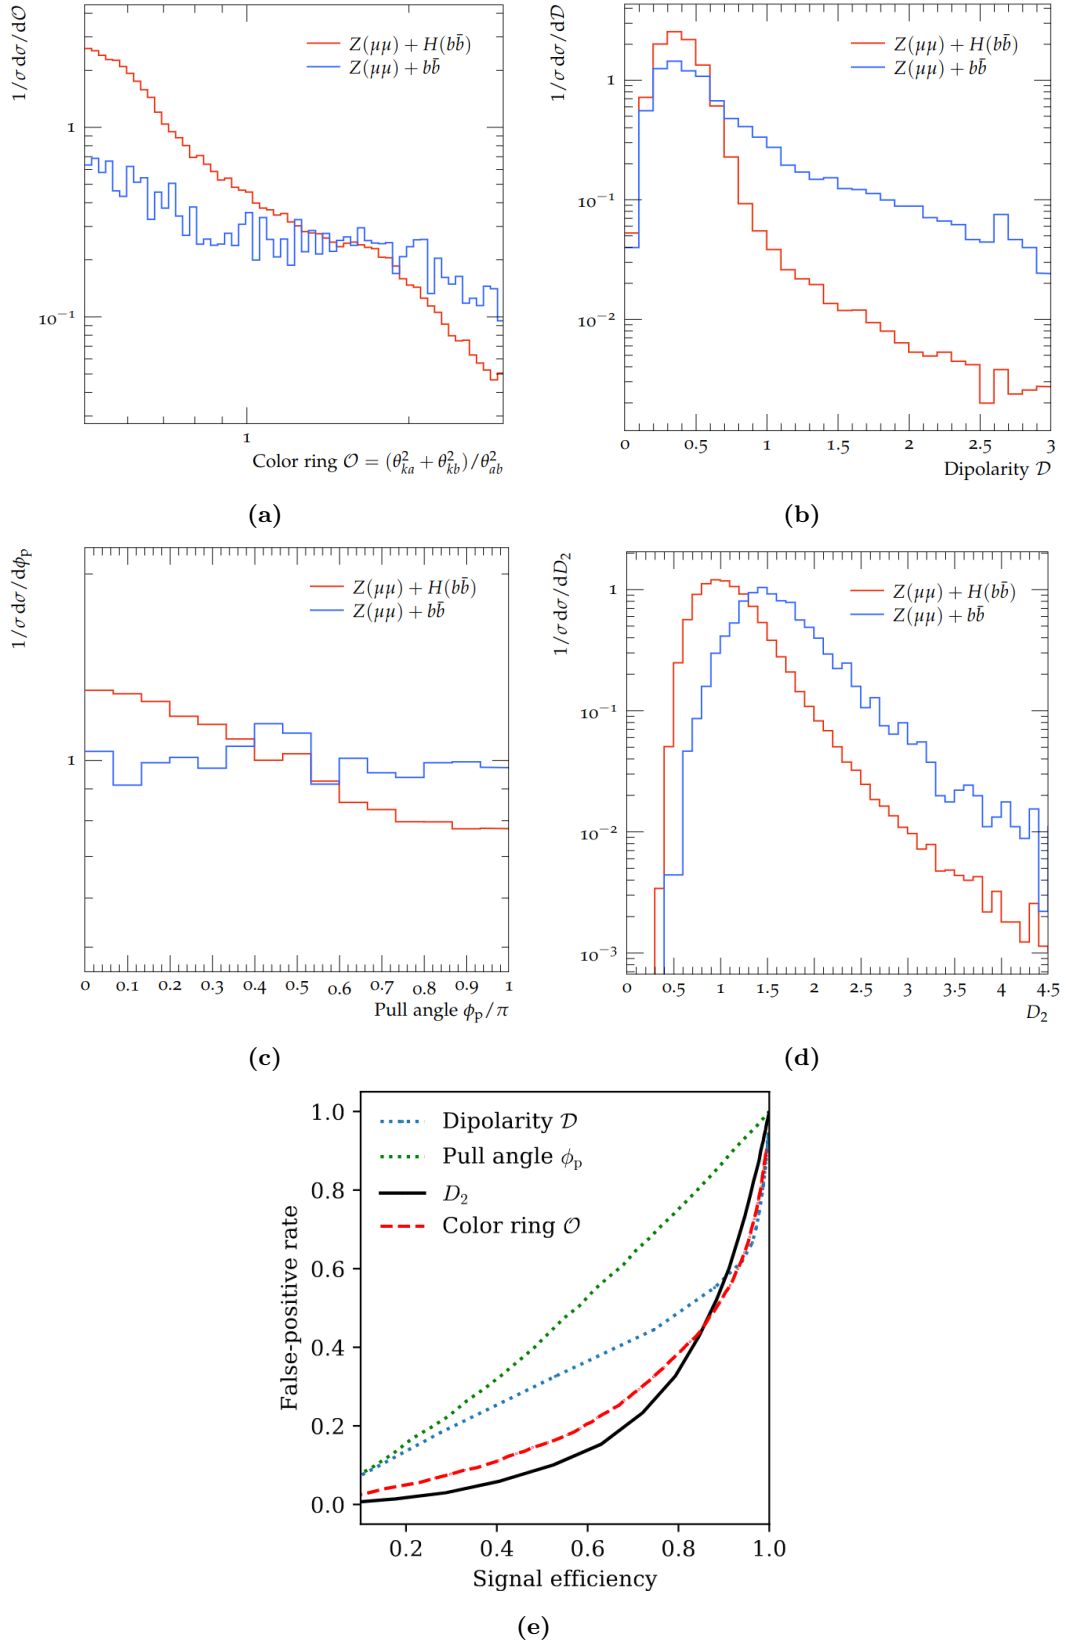 1/σ dσ/d𝒪
Z(μμ) + H(bb̄)
Z(μμ) + bb̄
1
10⁻¹
1
Color ring 𝒪 = (θ²ₖₐ + θ²ₖᵦ)/θ²ₐᵦ
(a)
1/σ dσ/d𝒟
Z(μμ) + H(bb̄)
Z(μμ) + bb̄
1
10⁻¹
10⁻²
0 0.5 1 1.5 2 2.5 3
Dipolarity 𝒟
(b)
1/σ dσ/dϕₚ
Z(μμ) + H(bb̄)
Z(μμ) + bb̄
1
0 0.1 0.2 0.3 0.4 0.5 0.6 0.7 0.8 0.9 1
Pull angle ϕₚ/π
(c)
1/σ dσ/dD₂
Z(μμ) + H(bb̄)
Z(μμ) + bb̄
1
10⁻¹
10⁻²
10⁻³
0 0.5 1 1.5 2 2.5 3 3.5 4 4.5
D₂
(d)
False-positive rate
1.0
0.8
0.6
0.4
0.2
0.0
Dipolarity 𝒟
Pull angle ϕₚ
D₂
Color ring 𝒪
0.2 0.4 0.6 0.8 1.0
Signal efficiency
(e)